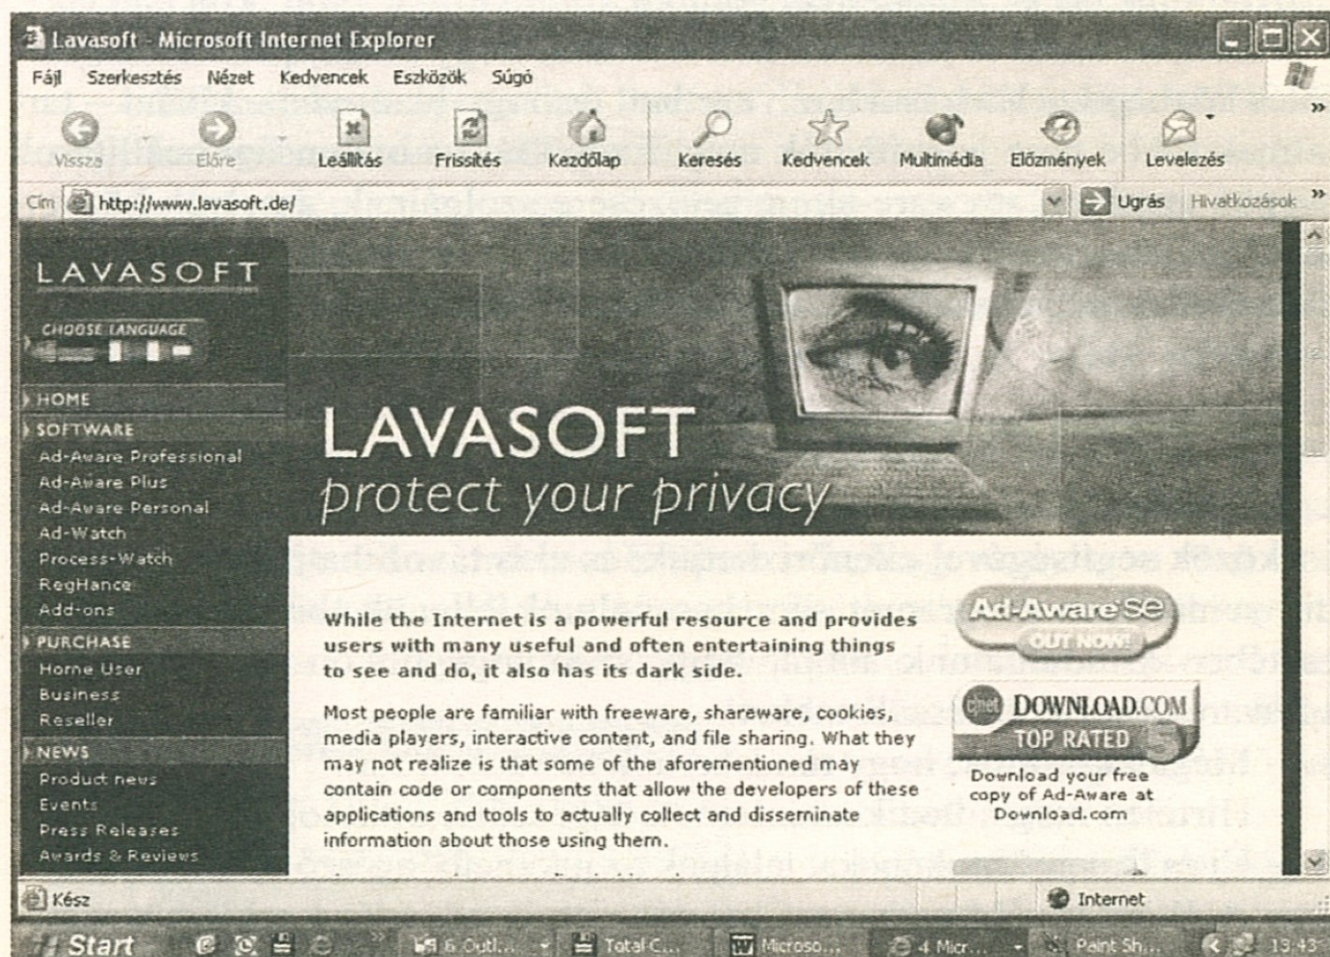 Lavasoft - Microsoft Internet Explorer
Fájl Szerkesztés Nézet Kedvencek Eszközök Súgó
Vissza Előre Leállítás Frissítés Kezdőlap Keresés Kedvencek Multimédia Előzmények Levelezés »
Cím http://www.lavasoft.de/ Ugrás Hivatkozások »
LAVASOFT
CHOOSE LANGUAGE
HOME
SOFTWARE
Ad-Aware Professional
Ad-Aware Plus
Ad-Aware Personal
Ad-Watch
Process-Watch
RegHance
Add-ons
PURCHASE
Home User
Business
Reseller
NEWS
Product news
Events
Press Releases
Awards & Reviews
LAVASOFT
protect your privacy
While the Internet is a powerful resource and provides
users with many useful and often entertaining things
to see and do, it also has its dark side.
Most people are familiar with freeware, shareware, cookies,
media players, interactive content, and file sharing. What they
may not realize is that some of the aforementioned may
contain code or components that allow the developers of these
applications and tools to actually collect and disseminate
information about those using them.
Ad-Aware SE
OUT NOW!
c|net DOWNLOAD.COM
TOP RATED 5
Download your free
copy of Ad-Aware at
Download.com
Kész Internet
Start 6 Outl... Total C... Microso... 4 Micr... Paint Sh... 13:43